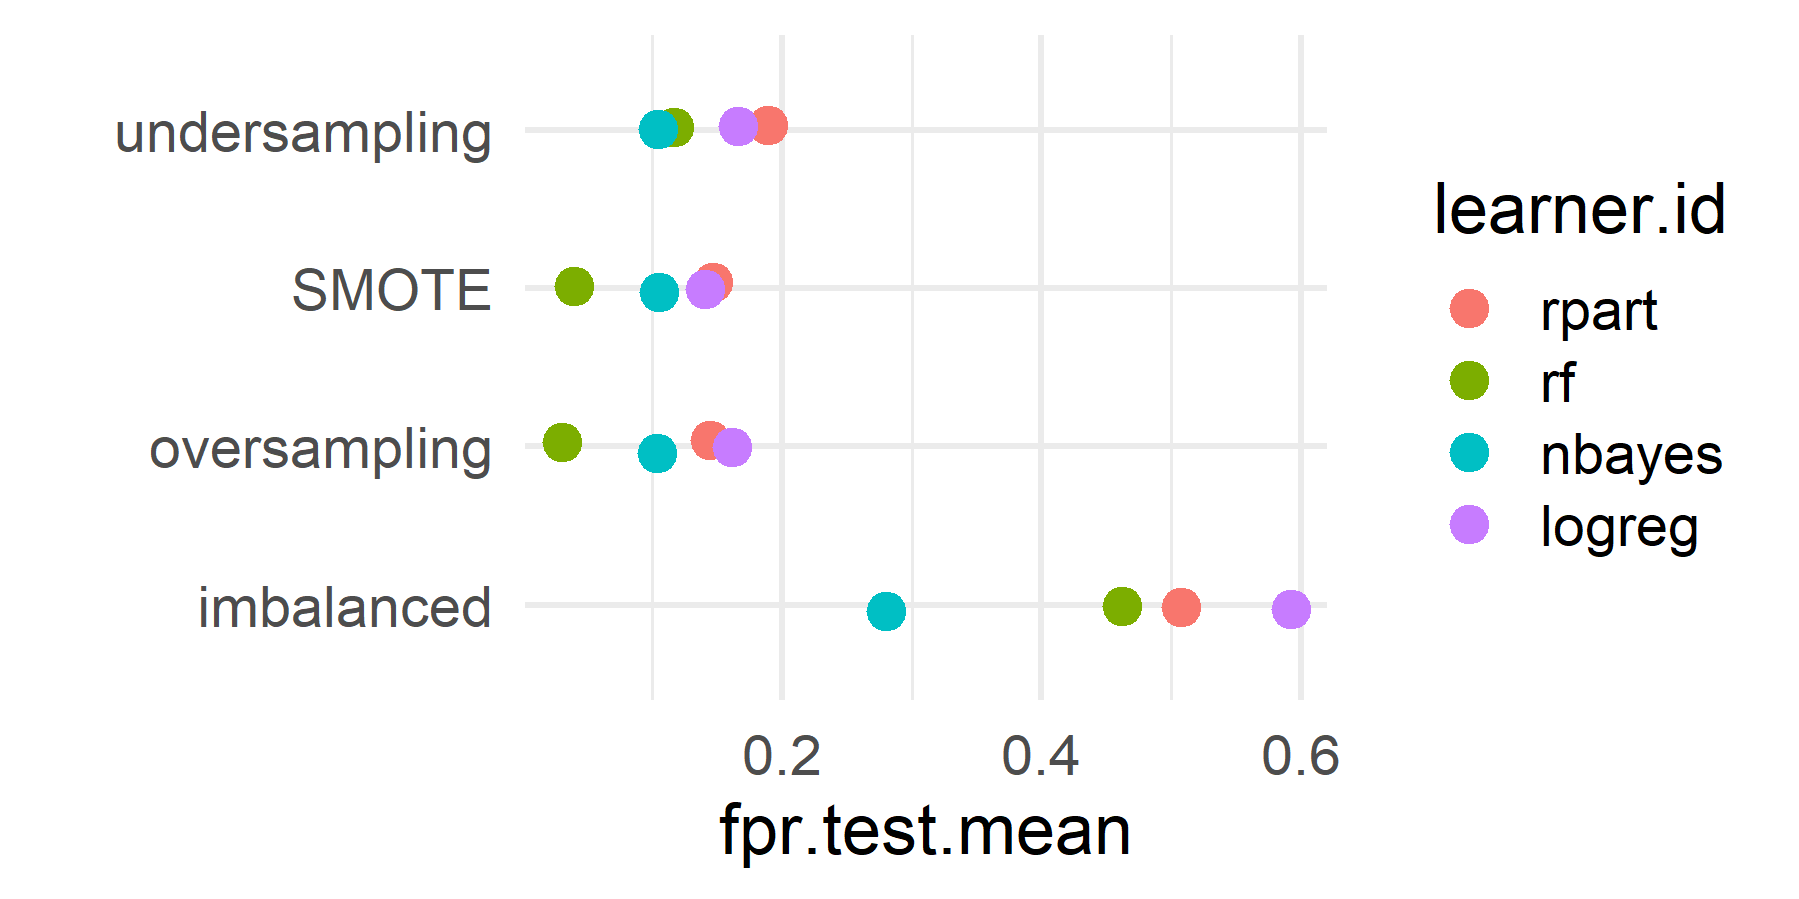 undersampling
SMOTE
oversampling
imbalanced
0.2 0.4 0.6
fpr.test.mean
learner.id
rpart
rf
nbayes
logreg